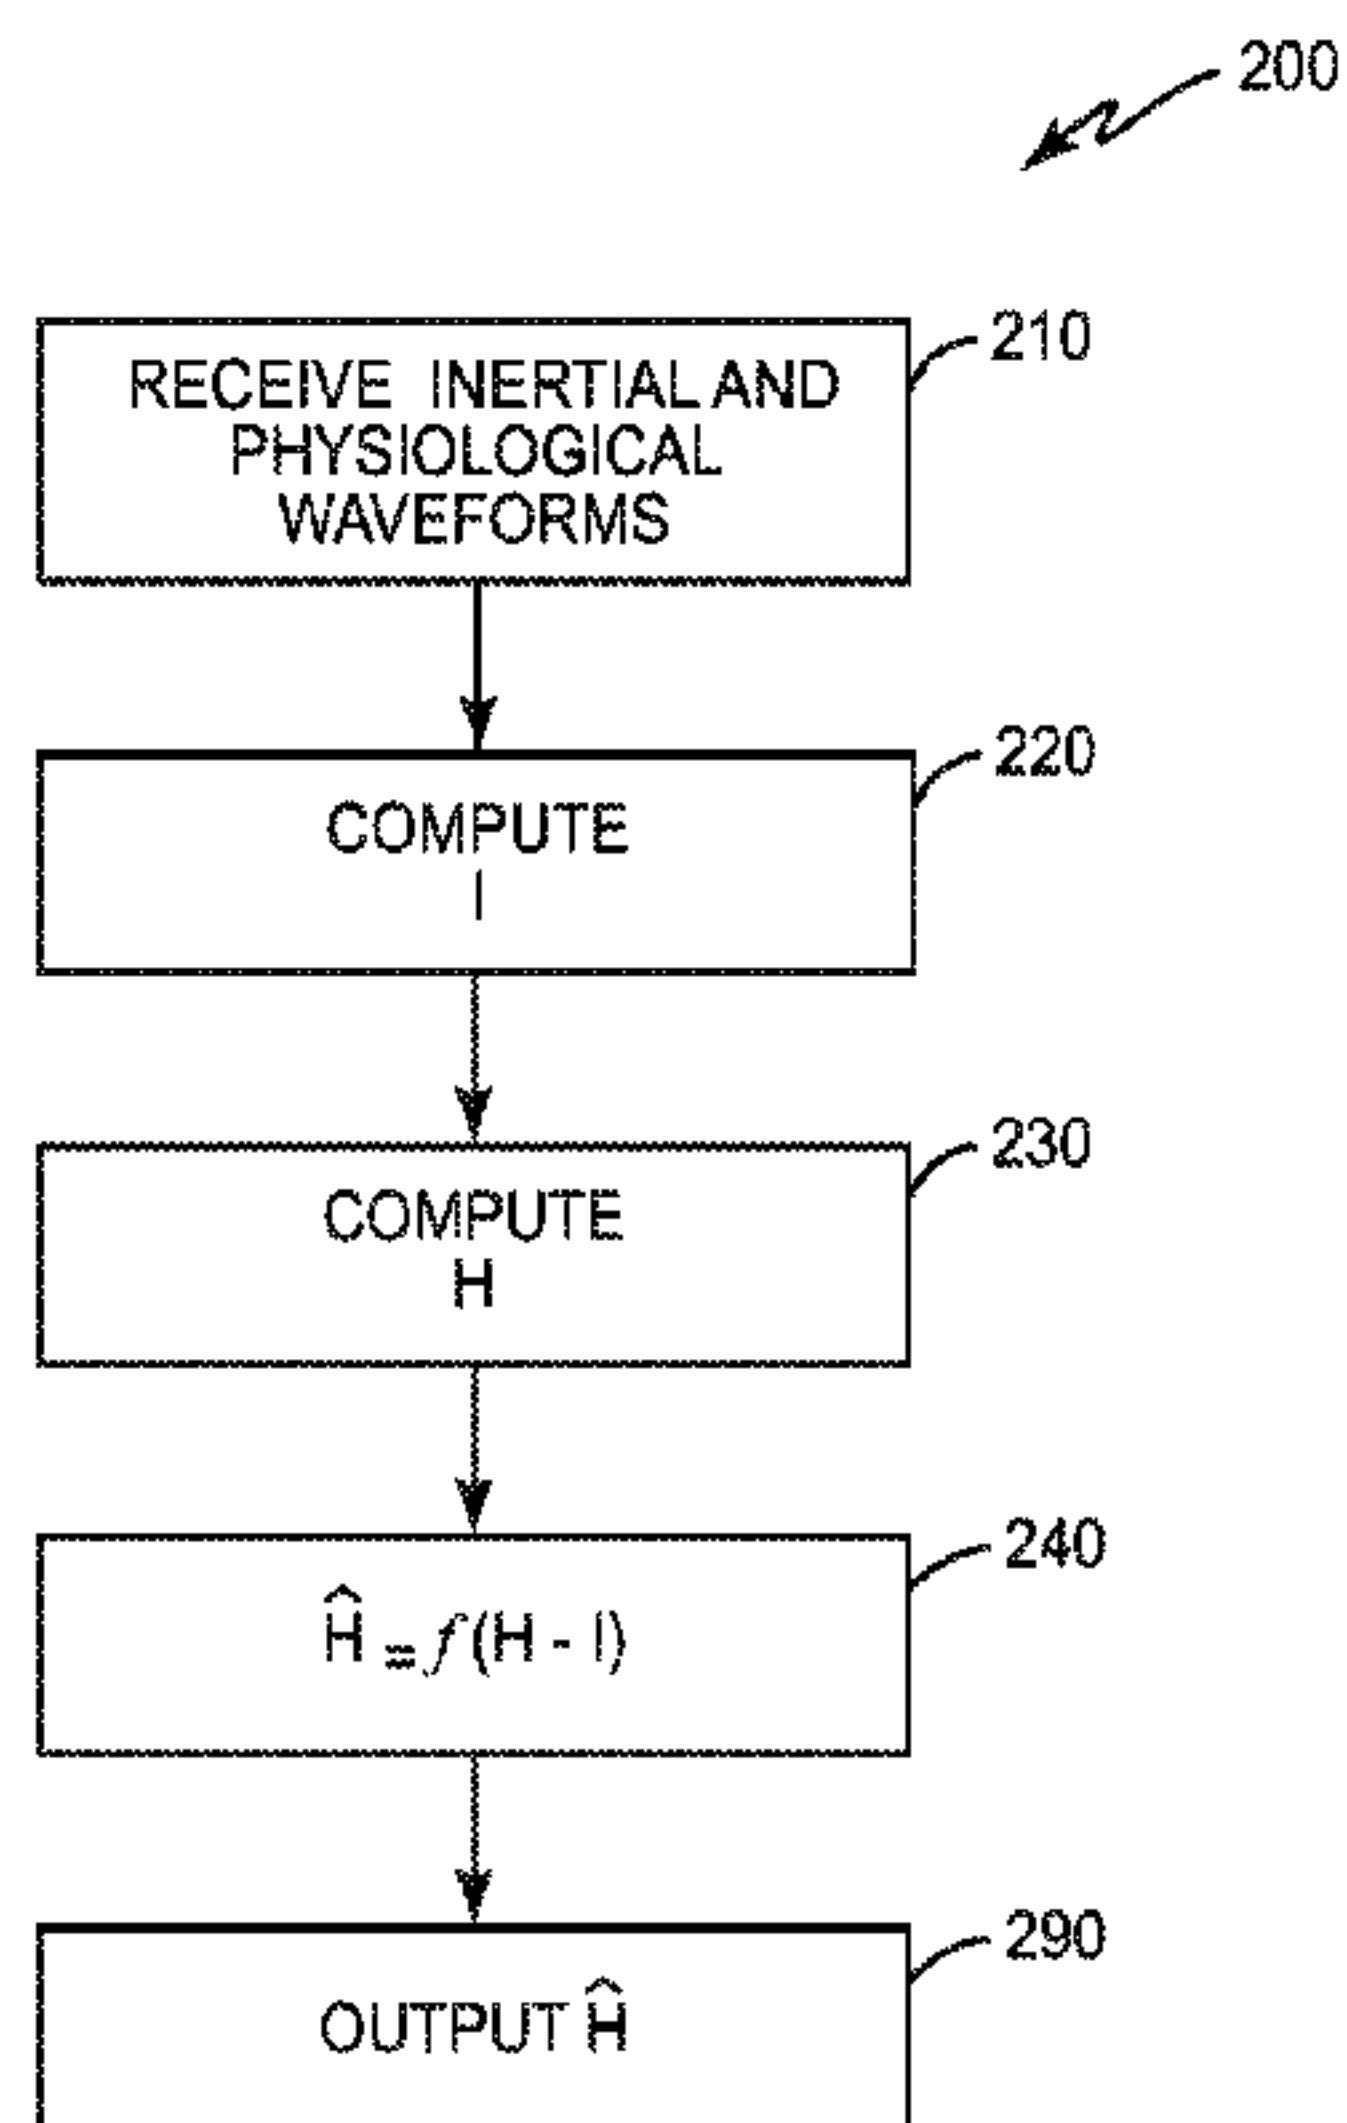 200
210
RECEIVE INERTIAL AND
PHYSIOLOGICAL
WAVEFORMS
220
COMPUTE
I
230
COMPUTE
H
240
Ĥ = f (H - I)
290
OUTPUT Ĥ